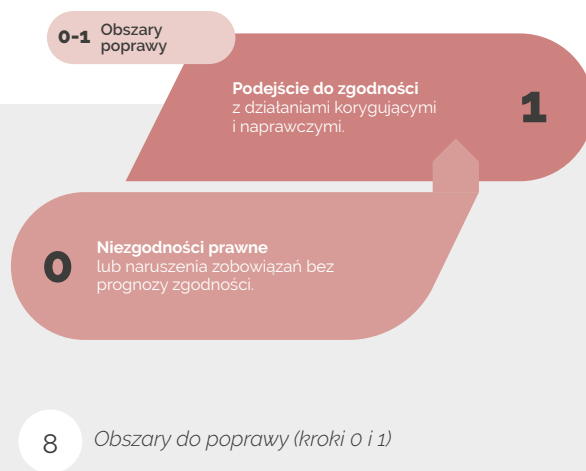 0-1 Obszary
poprawy
Podejście do zgodności
z działaniami korygującymi
i naprawczymi.
1
0
Niezgodności prawne
lub naruszenia zobowiązań bez
prognozy zgodności.
8 Obszary do poprawy (kroki 0 i 1)